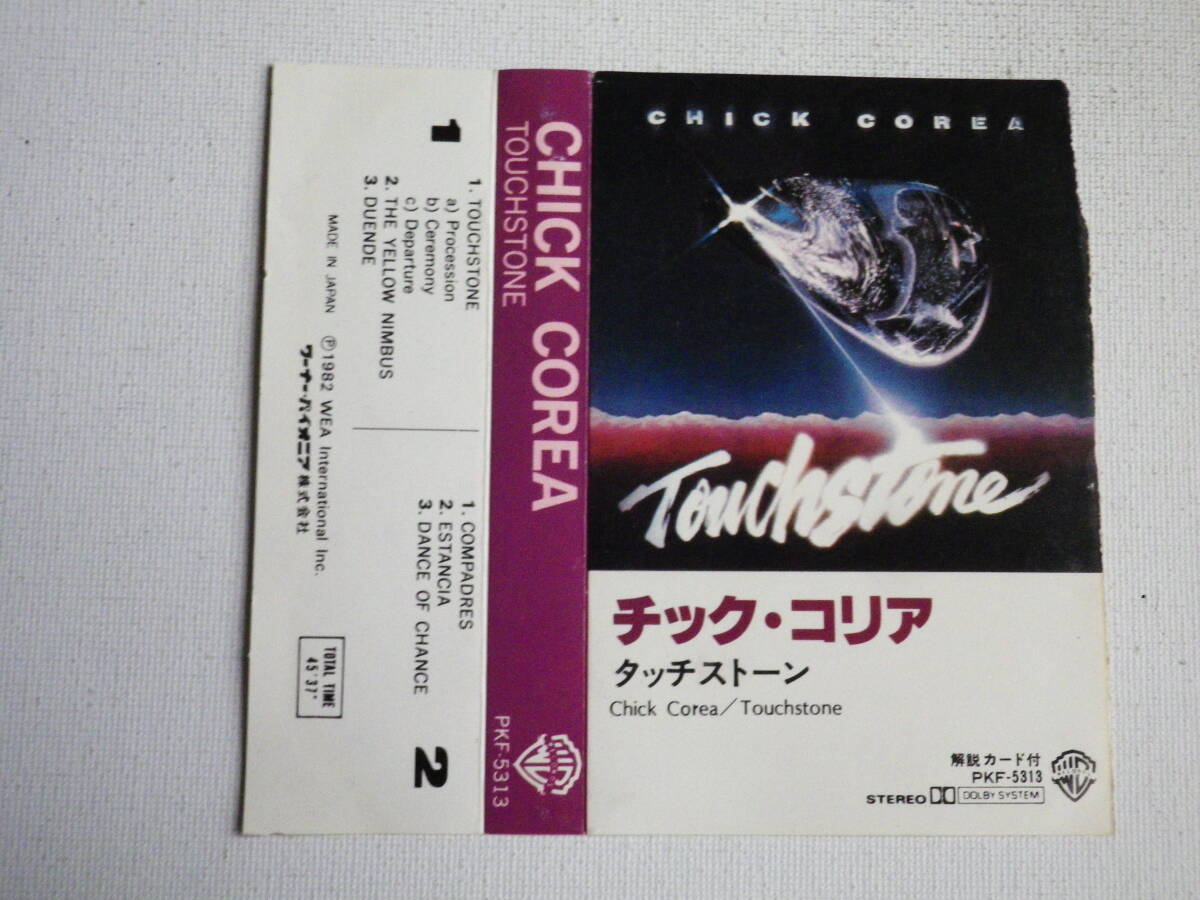 CHICK COREA
Touchstone
チック・コリア
タッチストーン
Chick Corea／Touchstone
解説カード付
PKF-5313
STEREO DOLBY SYSTEM
CHICK COREA
TOUCHSTONE
PKF-5313
1
1. TOUCHSTONE
a) Procession
b) Ceremony
c) Departure
2. THE YELLOW NIMBUS
3. DUENDE
2
1. COMPADRES
2. ESTANCIA
3. DANCE OF CHANCE
MADE IN JAPAN ℗1982 WEA International Inc.
ワーナー・パイオニア株式会社
TOTAL TIME
45'37"